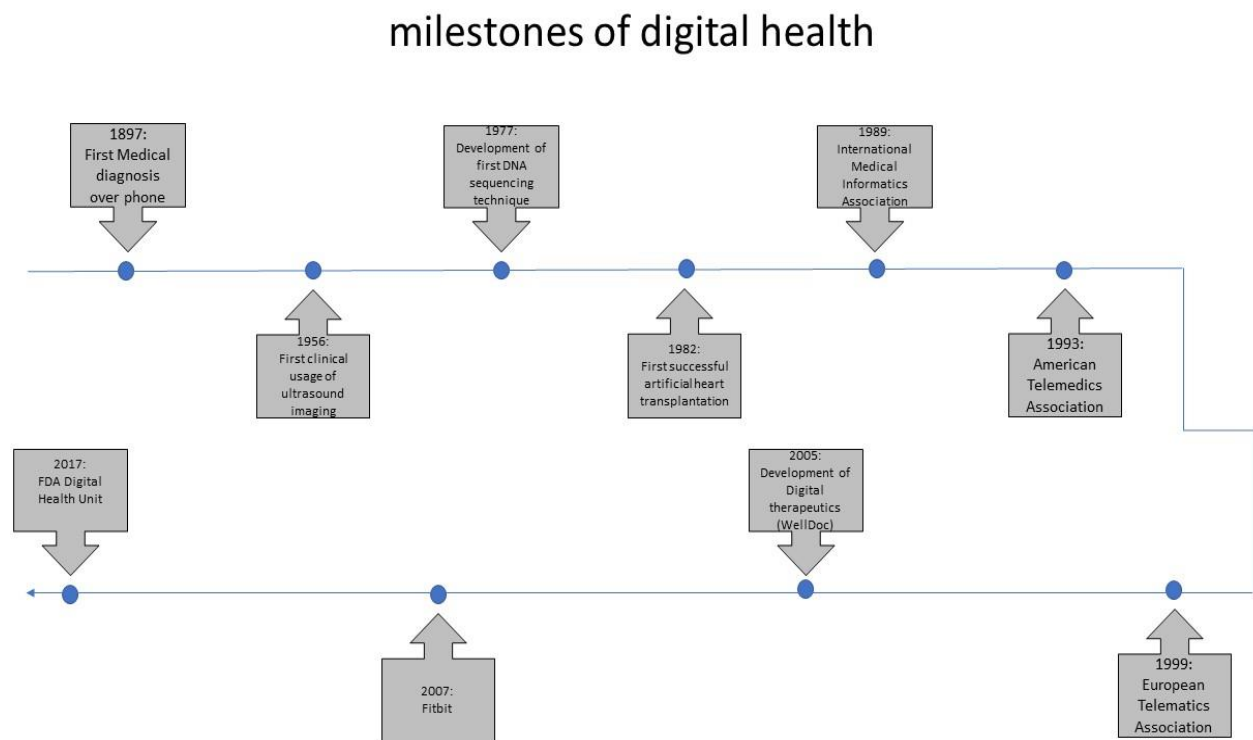 milestones of digital health
1897:
First Medical
diagnosis
over phone
1956:
First clinical
usage of
ultrasound
imaging
1977:
Development of
first DNA
sequencing
technique
1982:
First successful
artificial heart
transplantation
1989:
International
Medical
Informatics
Association
1993:
American
Telemedics
Association
1999:
European
Telematics
Association
2005:
Development of
Digital
therapeutics
(WellDoc)
2007:
Fitbit
2017:
FDA Digital
Health Unit